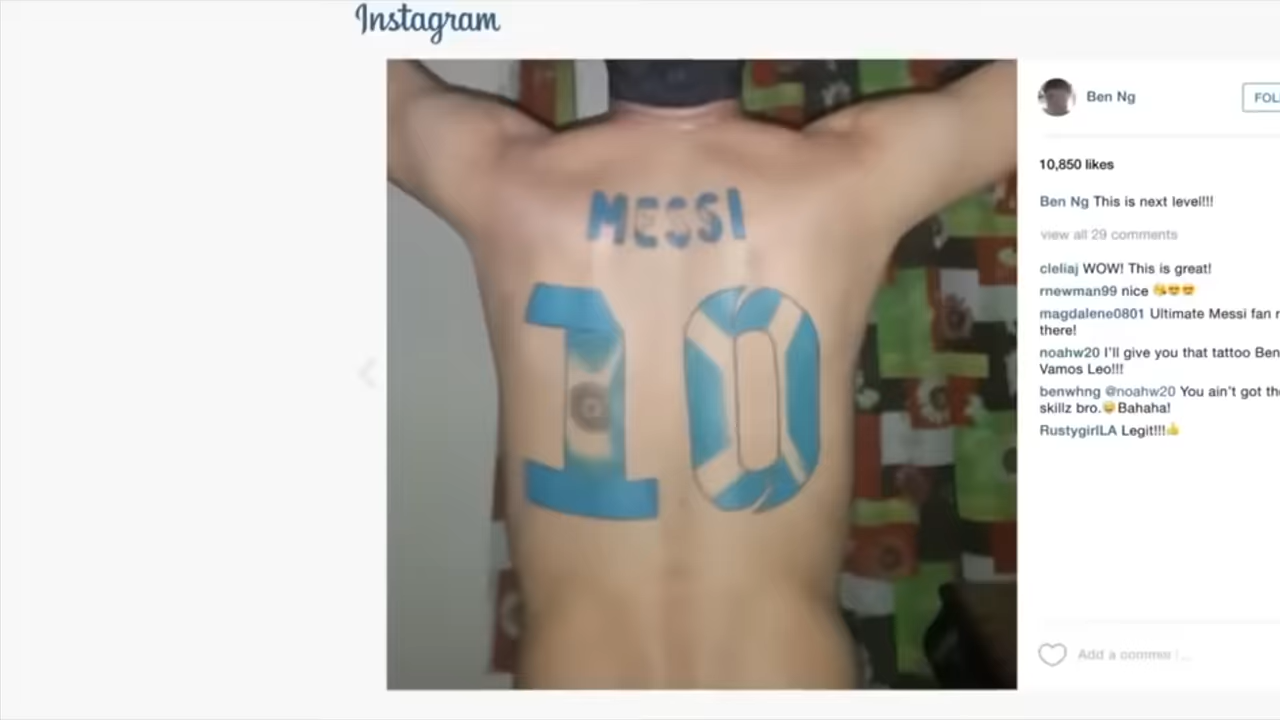 Instagram
MESSI
10
Ben Ng
FOL
10,850 likes
Ben Ng This is next level!!!
view all 29 comments
cleliaj WOW! This is great!
rnewman99 nice 😘😍😍
magdalene0801 Ultimate Messi fan r
there!
noahw20 I'll give you that tattoo Ben
Vamos Leo!!!
benwhng @noahw20 You ain't got the
skillz bro.😅Bahaha!
RustygirlLA Legit!!!👍
Add a commen